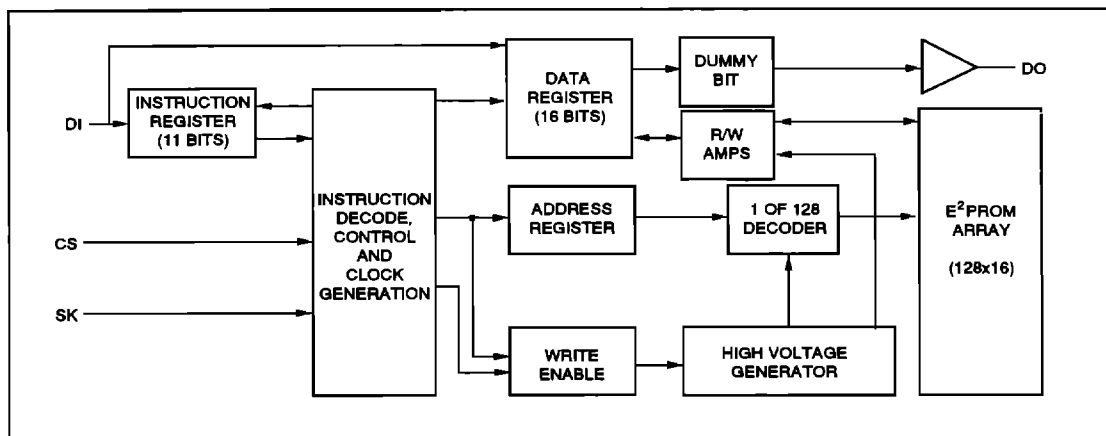 DI
INSTRUCTION
REGISTER
(11 BITS)
CS
SK
INSTRUCTION
DECODE,
CONTROL
AND
CLOCK
GENERATION
DATA
REGISTER
(16 BITS)
DUMMY
BIT
DO
R/W
AMPS
ADDRESS
REGISTER
1 OF 128
DECODER
WRITE
ENABLE
HIGH VOLTAGE
GENERATOR
E²PROM
ARRAY
(128x16)